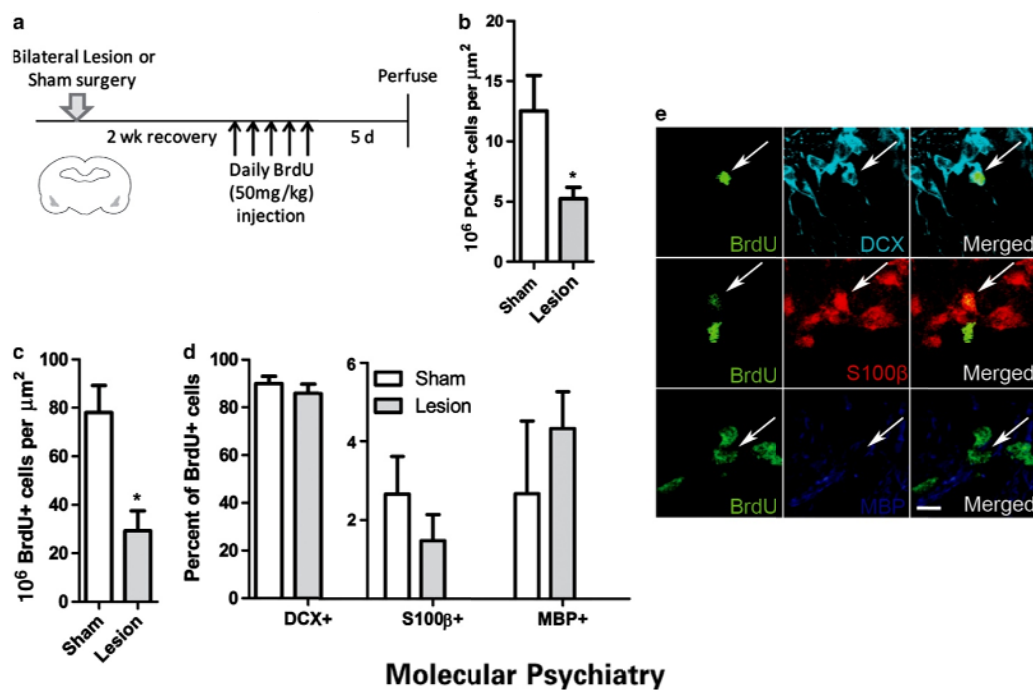 a
Bilateral Lesion or
Sham surgery
Perfuse
2 wk recovery
5 d
Daily BrdU
(50mg/kg)
injection
b
10⁶ PCNA+ cells per μm²
20
15
10
5
0
*
Sham
Lesion
c
10⁶ BrdU+ cells per μm²
100
80
60
40
20
0
*
Sham
Lesion
d
Percent of BrdU+ cells
100
80
60
40
20
0
6
4
2
Sham
Lesion
DCX+
S100β+
MBP+
e
BrdU
DCX
Merged
BrdU
S100β
Merged
BrdU
MBP
Merged
Molecular Psychiatry